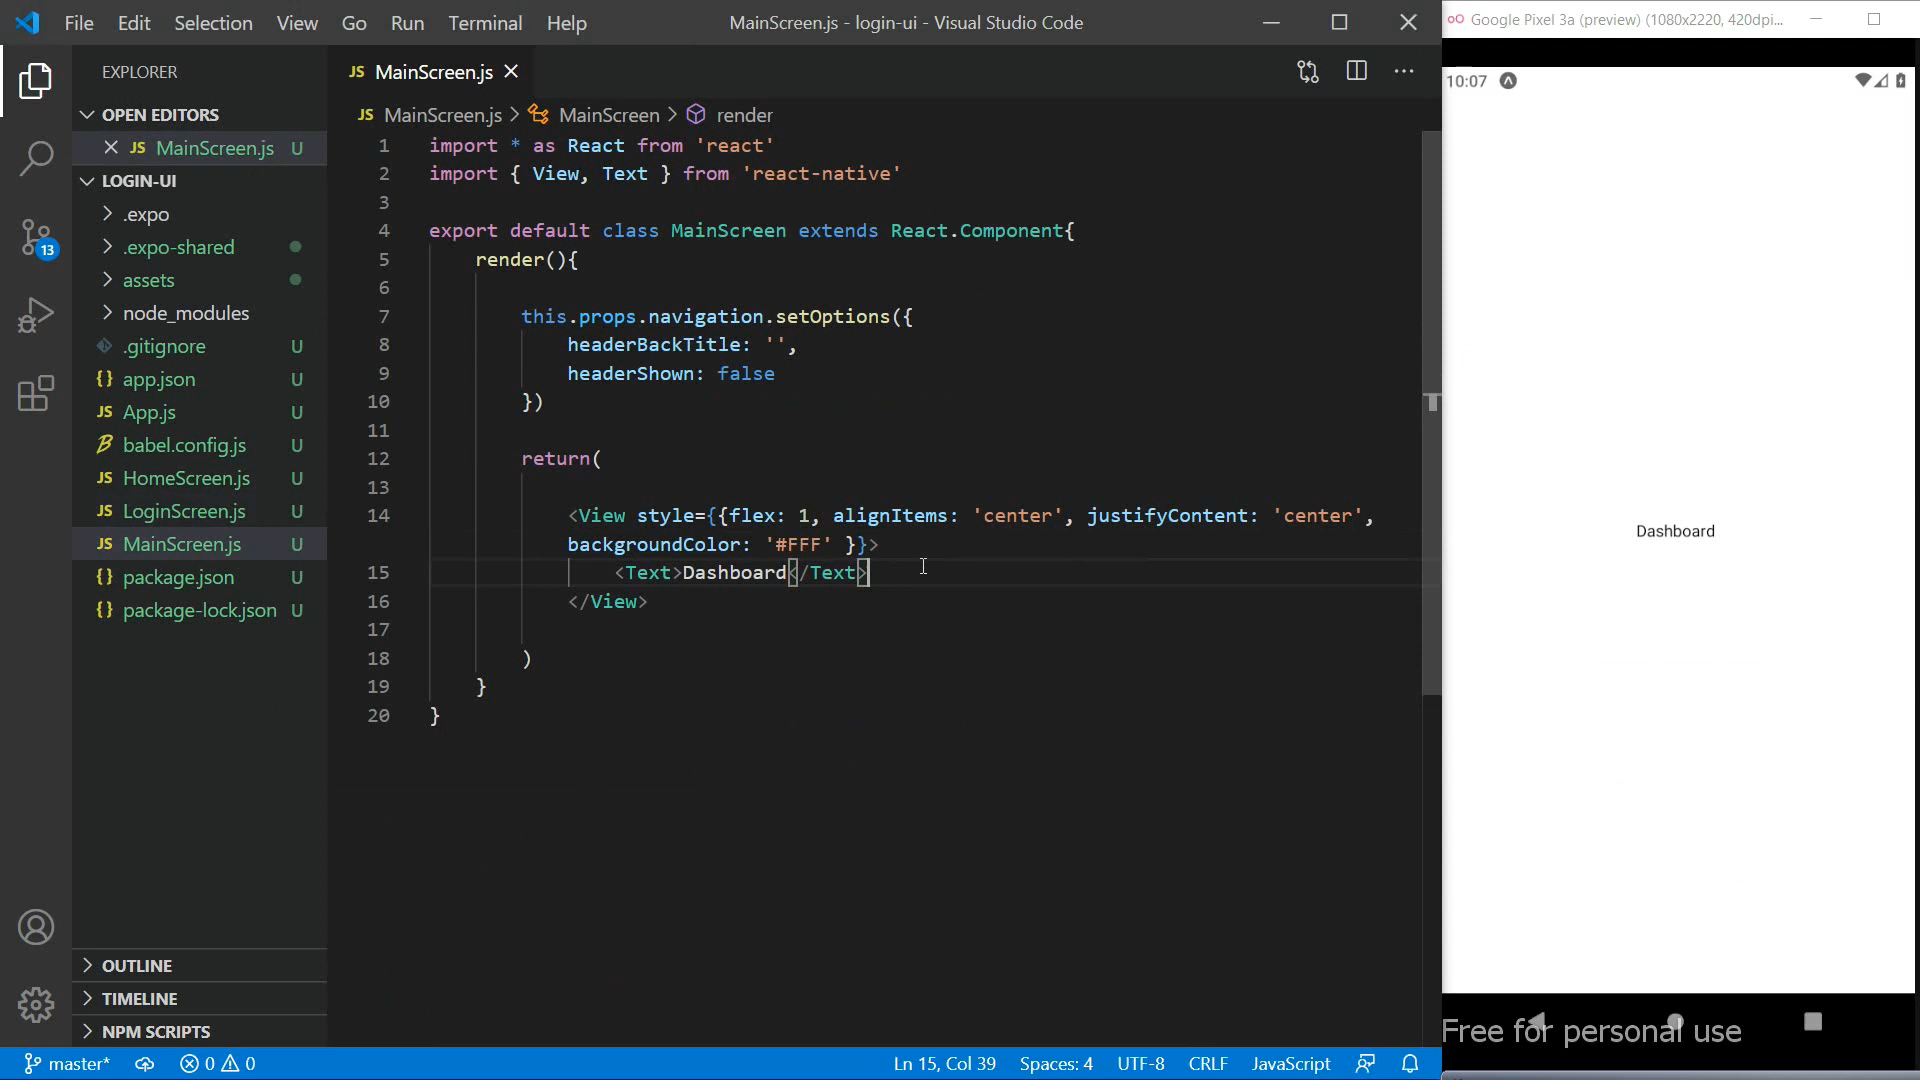 File Edit Selection View Go Run Terminal Help MainScreen.js - login-ui - Visual Studio Code
Google Pixel 3a (preview) (1080x2220, 420dpi...
EXPLORER
OPEN EDITORS
JS MainScreen.js U
LOGIN-UI
.expo
.expo-shared
assets
node_modules
.gitignore U
{} app.json U
JS App.js U
babel.config.js U
JS HomeScreen.js U
JS LoginScreen.js U
JS MainScreen.js U
{} package.json U
{} package-lock.json U
OUTLINE
TIMELINE
NPM SCRIPTS
13
JS MainScreen.js
JS MainScreen.js > MainScreen > render
1 import * as React from 'react'
2 import { View, Text } from 'react-native'
3
4 export default class MainScreen extends React.Component{
5 render(){
6
7 this.props.navigation.setOptions({
8 headerBackTitle: '',
9 headerShown: false
10 })
11
12 return(
13
14 <View style={{flex: 1, alignItems: 'center', justifyContent: 'center',
backgroundColor: '#FFF' }}>
15 <Text>Dashboard</Text>
16 </View>
17
18 )
19 }
20 }
10:07
Dashboard
Free for personal use
master* 0 0 Ln 15, Col 39 Spaces: 4 UTF-8 CRLF JavaScript